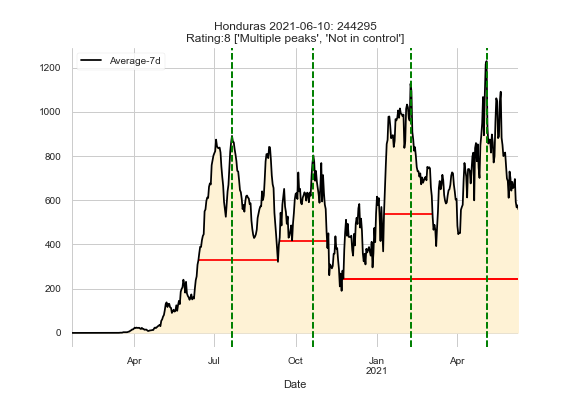 Honduras 2021-06-10: 244295
Rating:8 ['Multiple peaks', 'Not in control']
Average-7d
1200
1000
800
600
400
200
0
Apr
Jul
Oct
Jan
2021
Apr
Date